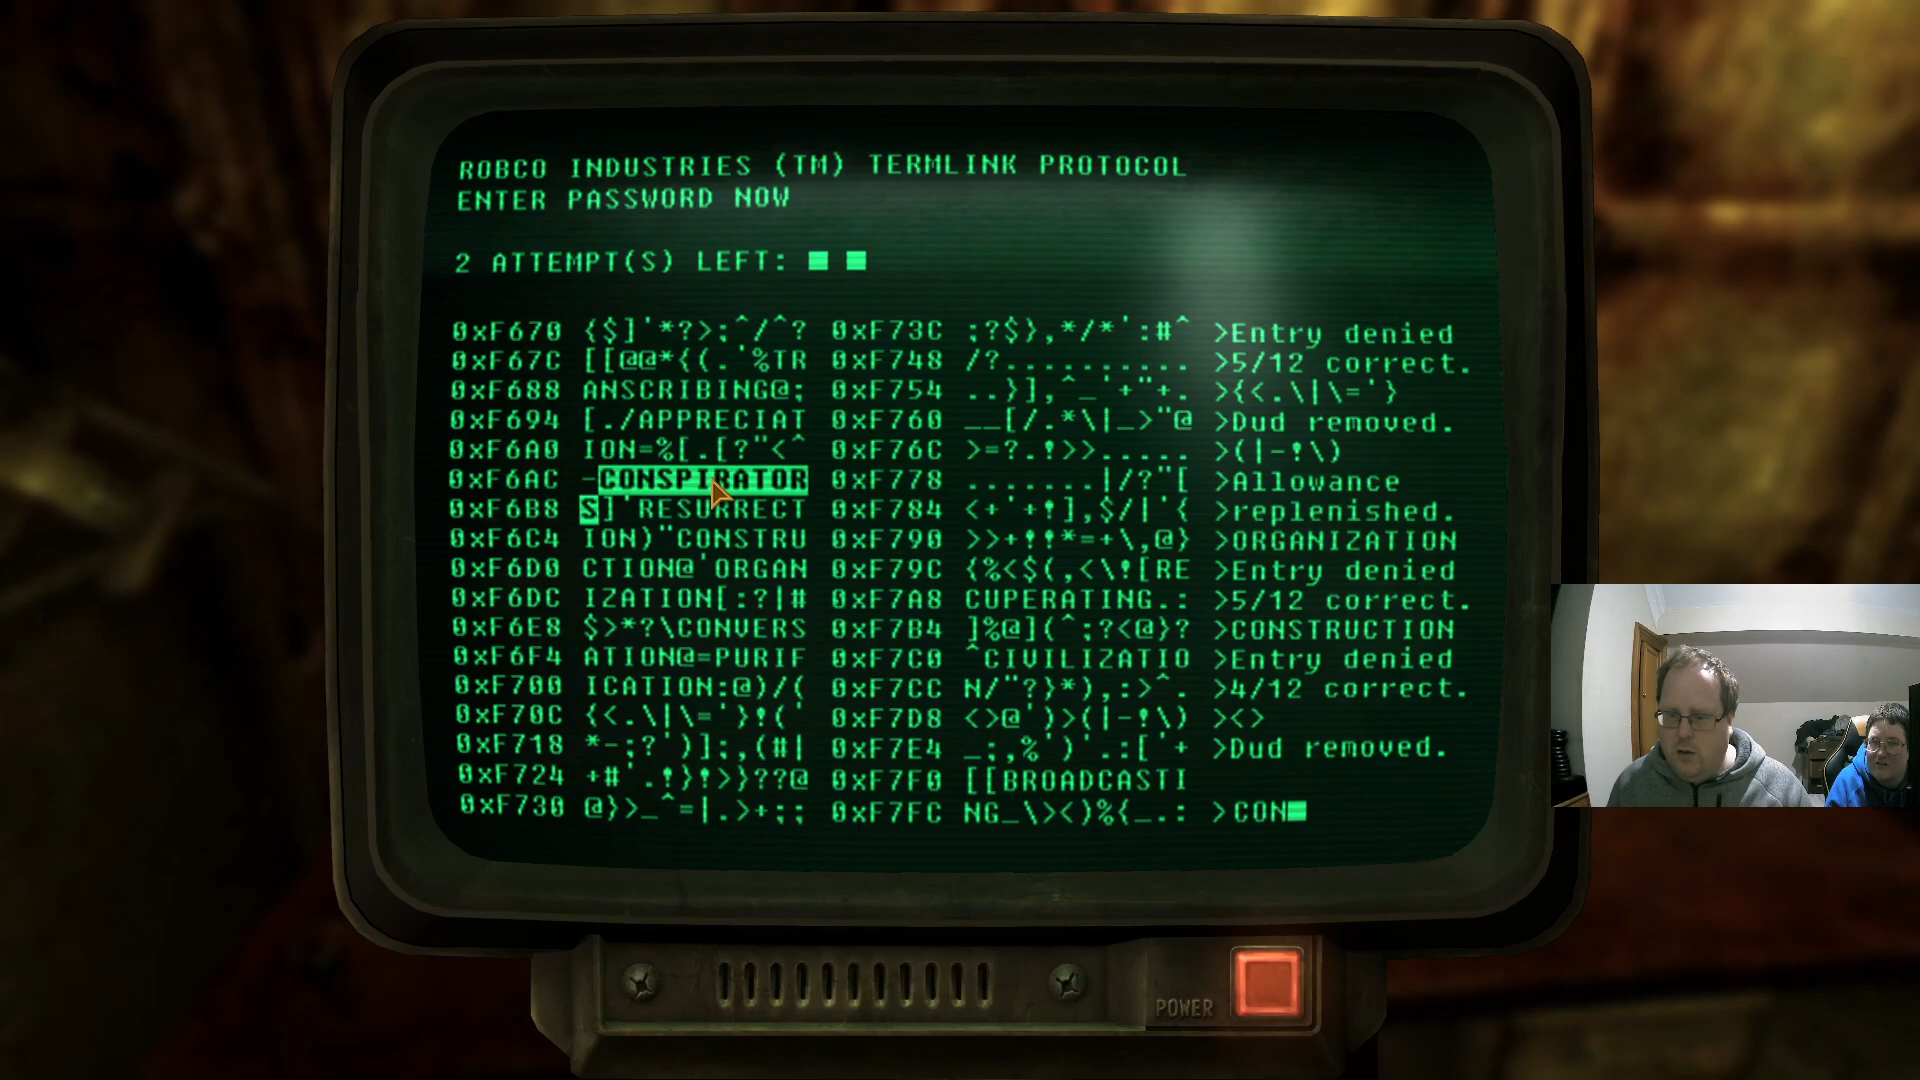 ROBCO INDUSTRIES (TM) TERMLINK PROTOCOL
ENTER PASSWORD NOW
2 ATTEMPT(S) LEFT: ■ ■
0xF670 {$]'*?>;^/^? 0xF73C ;?$},*/*':#^ >Entry denied
0xF67C [[@@*{(.'%TR 0xF748 /?.......... >5/12 correct.
0xF688 ANSCRIBING@; 0xF754 ..}],^_'+"+. >{<.\|\='}
0xF694 [./APPRECIAT 0xF760 __[/.*\|_>"@ >Dud removed.
0xF6A0 ION=%[.[?"<^ 0xF76C >=?.!>>..... >(|-!\)
0xF6AC -CONSPIRATOR 0xF778 .......|/?"[ >Allowance
0xF6B8 S]'RESURRECT 0xF784 <+'+!],$/|'{ >replenished.
0xF6C4 ION)"CONSTRU 0xF790 >>+!!*=+\,@} >ORGANIZATION
0xF6D0 CTION@'ORGAN 0xF79C {%<$(,<\![RE >Entry denied
0xF6DC IZATION[:?|# 0xF7A8 CUPERATING.: >5/12 correct.
0xF6E8 $>*?\CONVERS 0xF7B4 ]%@](^;?<@}? >CONSTRUCTION
0xF6F4 ATION@=PURIF 0xF7C0 ^CIVILIZATIO >Entry denied
0xF700 ICATION:@)/( 0xF7CC N/"?}*),:>^. >4/12 correct.
0xF70C {<.\|\='}!(' 0xF7D8 <>@')>(|-!\) ><>
0xF718 *-;?')];,(#| 0xF7E4 _;,%')'.:['+ >Dud removed.
0xF724 +#'.!}!>}??@ 0xF7F0 [[BROADCASTI
0xF730 @}>_^=|.>+;; 0xF7FC NG_\><)%{_.: >CON■
POWER